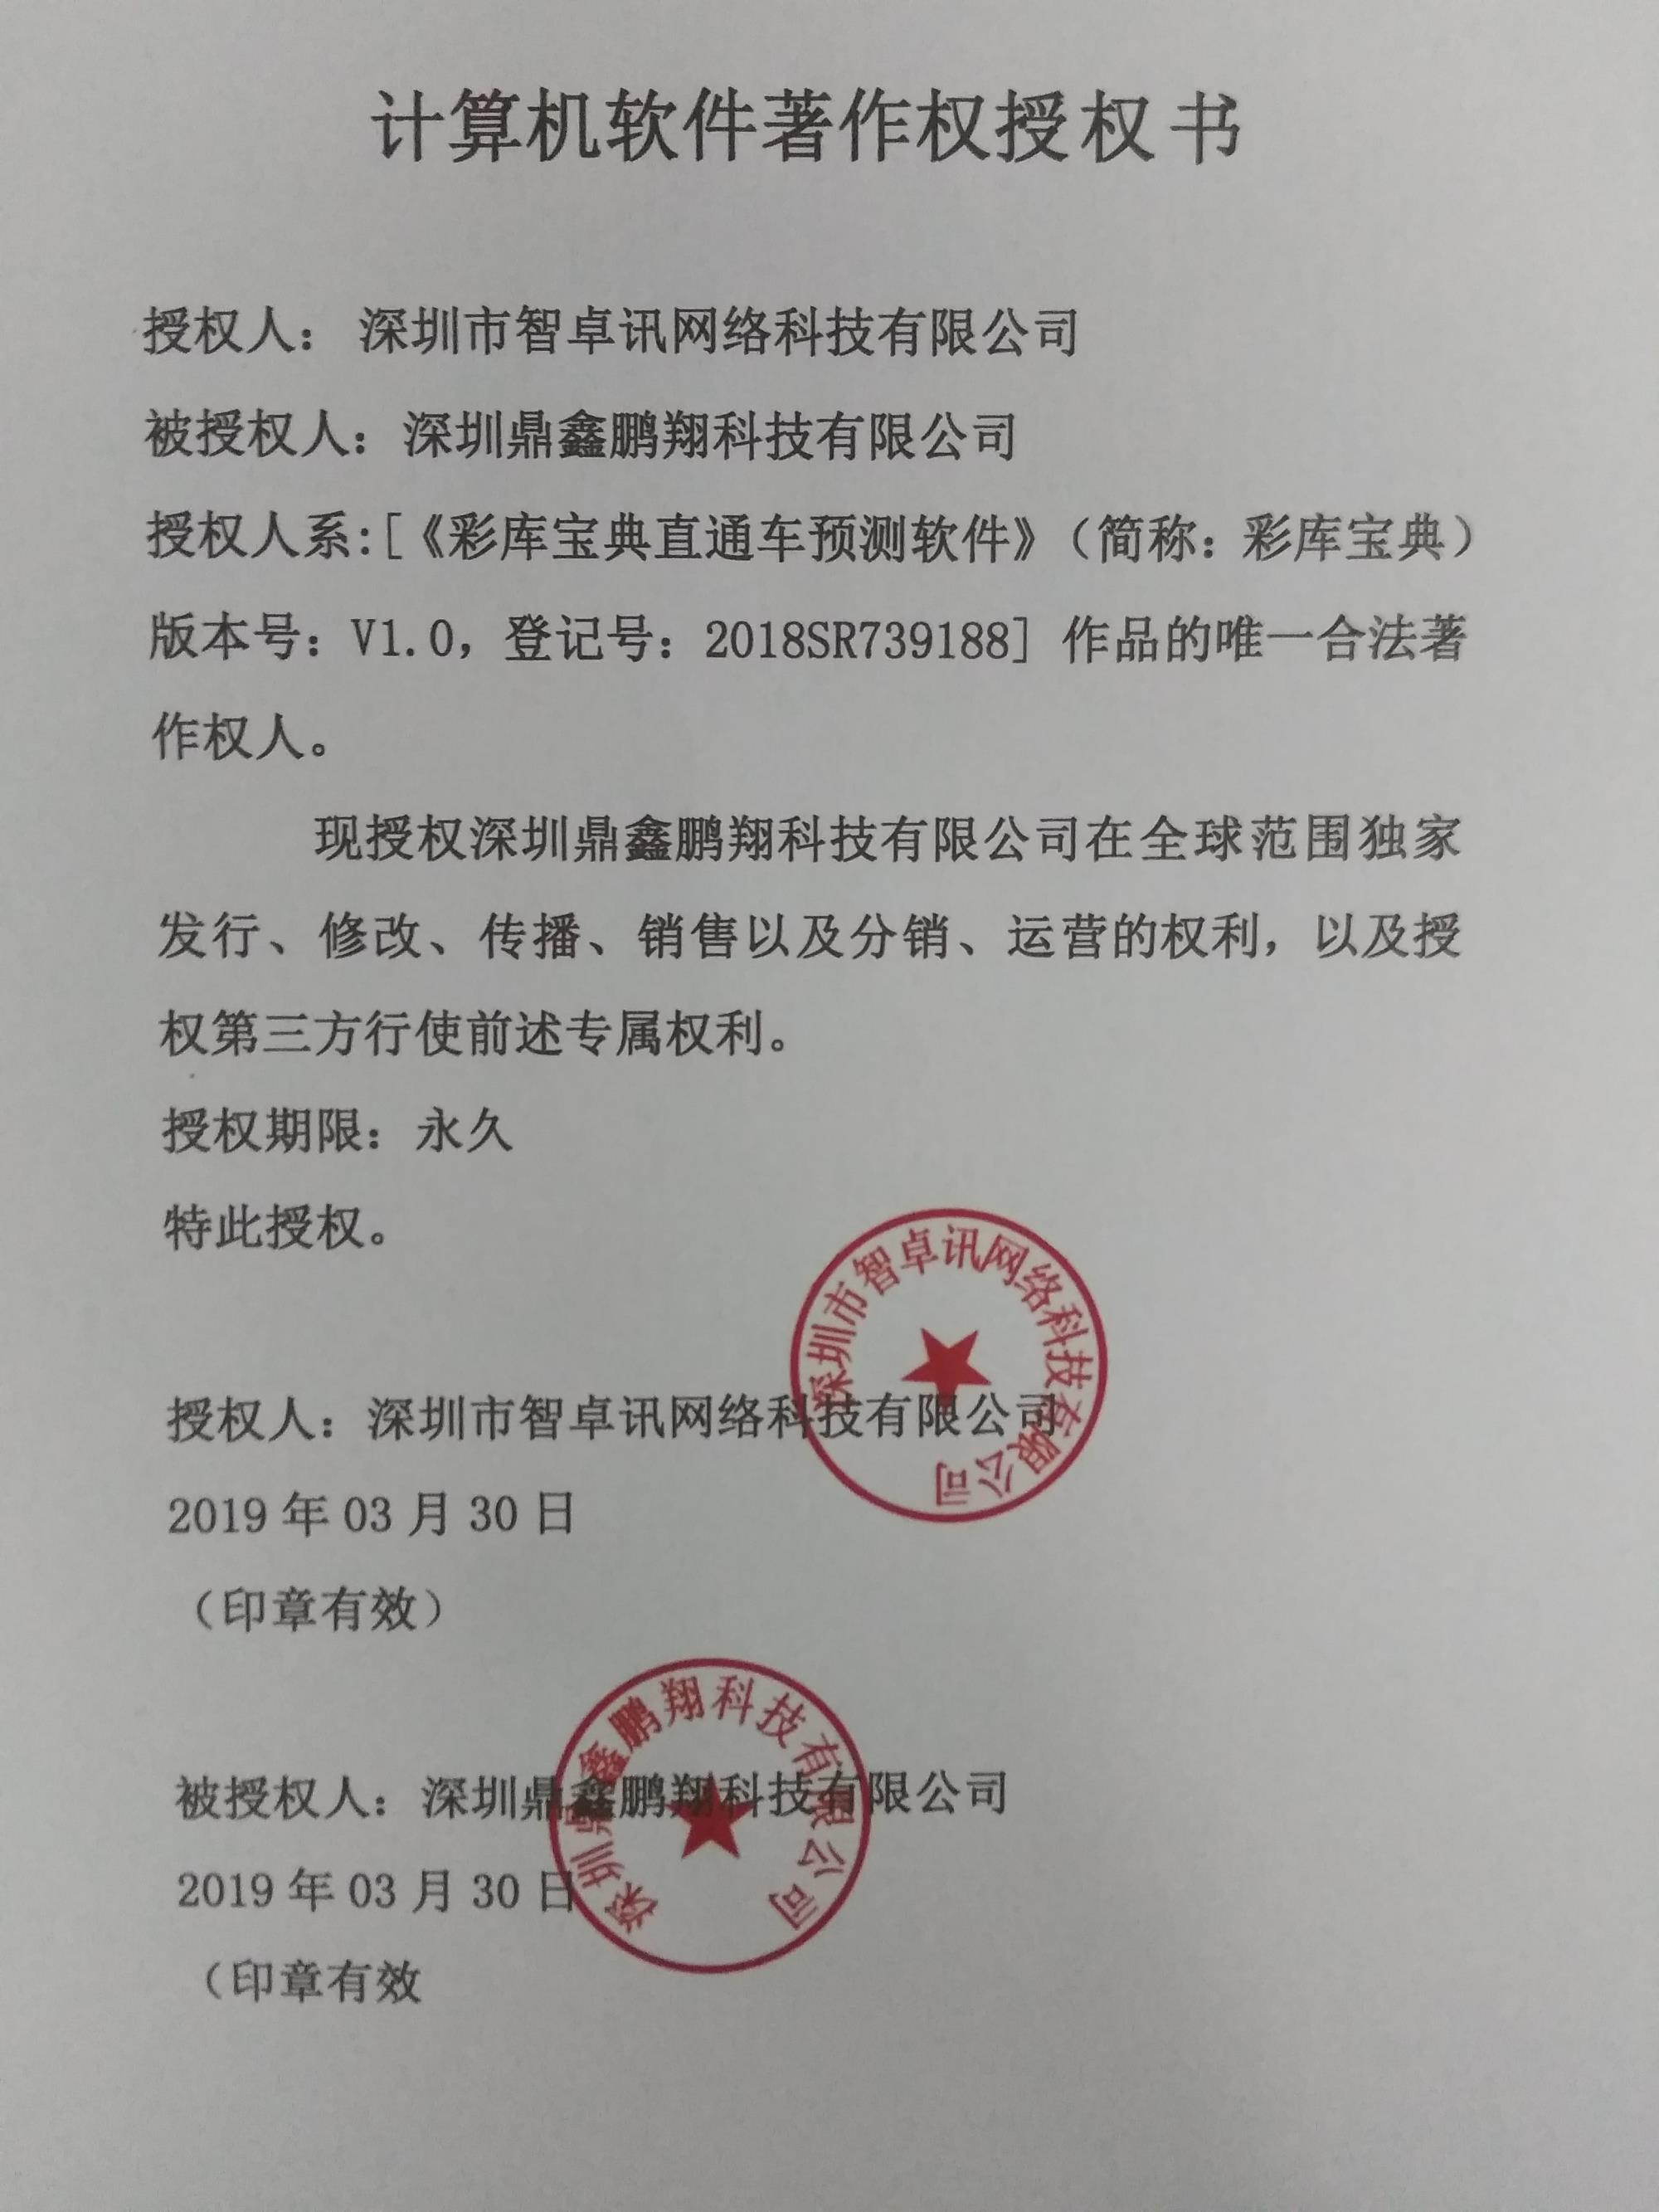 计算机软件著作权授权书
授权人： 深圳市智卓讯网络科技有限公司
被授权人：深圳鼎鑫鹏翔科技有限公司
授权人系:[《彩库宝典直通车预测软件》（简称：彩库宝典）
版本号：V1.0，登记号：2018SR739188] 作品的唯一合法著
作权人。
现授权深圳鼎鑫鹏翔科技有限公司在全球范围独家
发行、修改、传播、销售以及分销、运营的权利，以及授
权第三方行使前述专属权利。
授权期限：永久
特此授权。
深圳市智卓讯网络科技有限公司
授权人：深圳市智卓讯网络科技有限公司
2019 年 03 月 30 日
（印章有效）
深圳鼎鑫鹏翔科技有限公司
被授权人：深圳鼎鑫鹏翔科技有限公司
2019 年 03 月 30 日
（印章有效